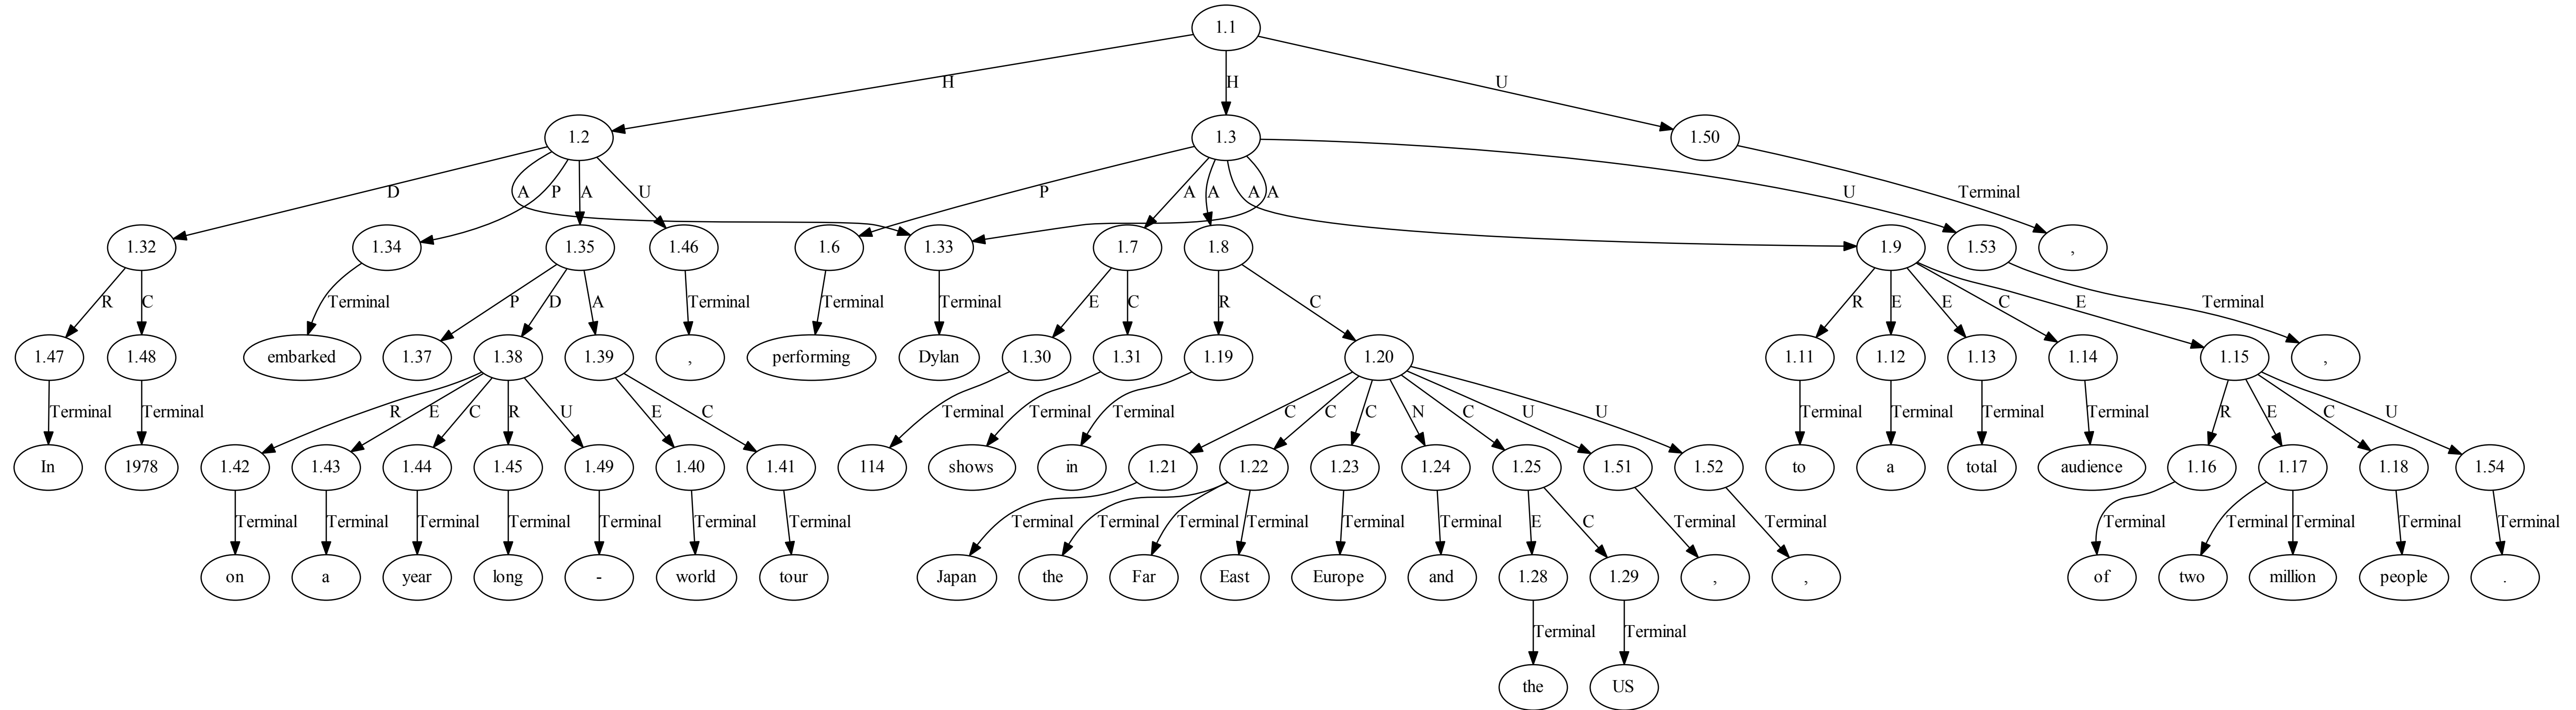 1.1
H H U
1.2 1.3 1.50
D A P A U P A A A A U Terminal
1.32 1.34 1.35 1.46 1.6 1.33 1.7 1.8 1.9 1.53 ,
R C Terminal P D A Terminal Terminal Terminal E C R C R E E C E Terminal
1.47 1.48 embarked 1.37 1.38 1.39 , performing Dylan 1.30 1.31 1.19 1.20 1.11 1.12 1.13 1.14 1.15 ,
Terminal Terminal R E C R U E C Terminal Terminal Terminal C C C N C U U Terminal Terminal Terminal Terminal R E C U
In 1978 1.42 1.43 1.44 1.45 1.49 1.40 1.41 114 shows in 1.21 1.22 1.23 1.24 1.25 1.51 1.52 to a total audience 1.16 1.17 1.18 1.54
Terminal Terminal Terminal Terminal Terminal Terminal Terminal Terminal Terminal Terminal Terminal Terminal Terminal E C Terminal Terminal Terminal Terminal Terminal Terminal Terminal
on a year long - world tour Japan the Far East Europe and 1.28 1.29 , , of two million people .
Terminal Terminal
the US